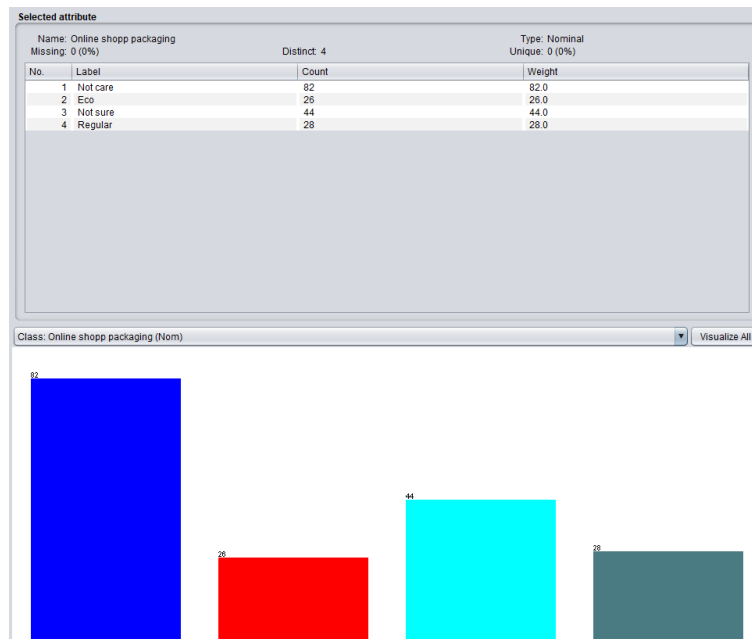 Selected attribute
Name: Online shopp packaging Type: Nominal
Missing: 0 (0%) Distinct: 4 Unique: 0 (0%)
No. Label Count Weight
1 Not care 82 82.0
2 Eco 26 26.0
3 Not sure 44 44.0
4 Regular 28 28.0
Class: Online shopp packaging (Nom) Visualize All
82
26
44
28